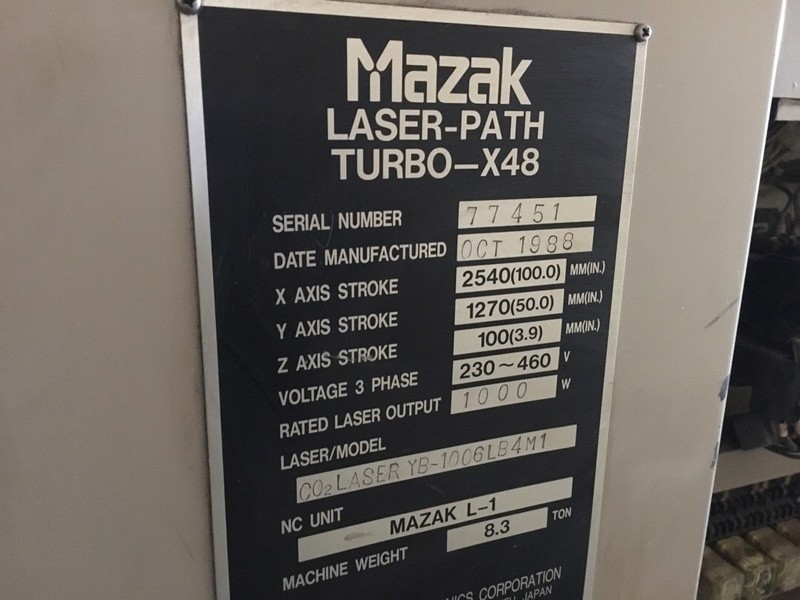 Mazak
LASER-PATH
TURBO-X48
SERIAL NUMBER 77451
DATE MANUFACTURED OCT 1988
X AXIS STROKE 2540(100.0) MM(IN.)
Y AXIS STROKE 1270(50.0) MM(IN.)
Z AXIS STROKE 100(3.9) MM(IN.)
VOLTAGE 3 PHASE 230~460 V
RATED LASER OUTPUT 1000 W
LASER/MODEL
CO₂ LASER YB-1006LB4M1
NC UNIT MAZAK L-1
MACHINE WEIGHT 8.3 TON
CORPORATION
JAPAN